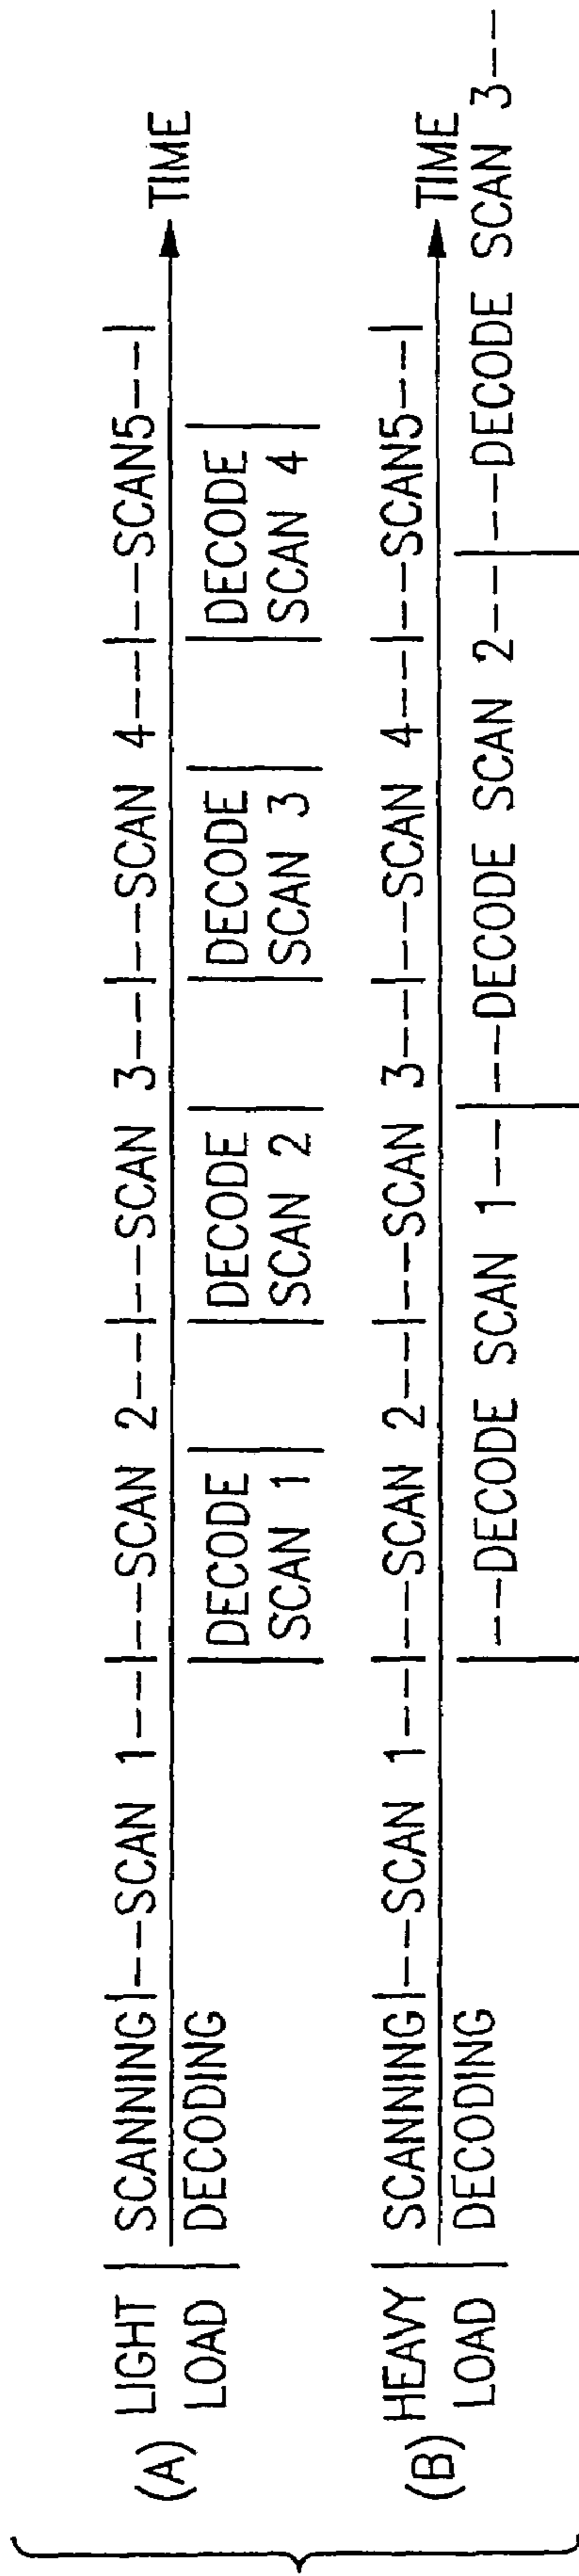 (A) LIGHT LOAD | SCANNING|---SCAN 1---|---SCAN 2---|---SCAN 3---|---SCAN 4---|---SCAN5---| TIME
DECODING | DECODE SCAN 1 | | DECODE SCAN 2 | | DECODE SCAN 3 | | DECODE SCAN 4 |
(B) HEAVY LOAD | SCANNING|---SCAN 1---|---SCAN 2---|---SCAN 3---|---SCAN 4---|---SCAN5---| TIME
DECODING | ---DECODE SCAN 1---|---DECODE SCAN 2---|---DECODE SCAN 3---